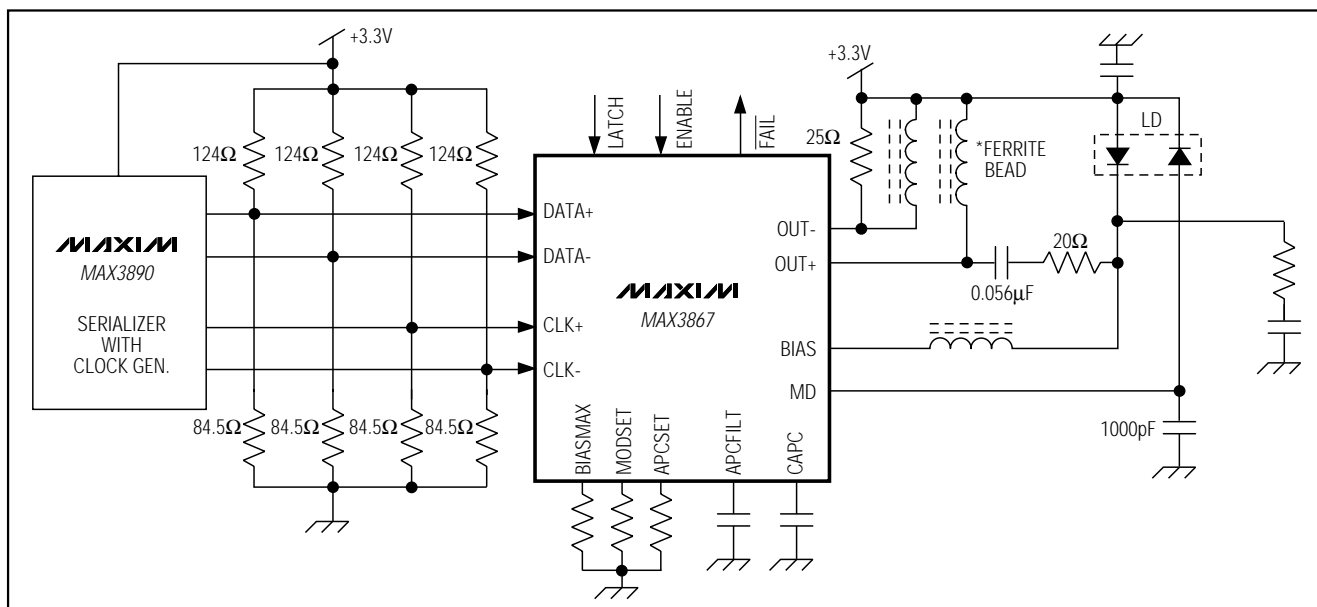 +3.3V
124Ω
124Ω
124Ω
124Ω
MAXIM
MAX3890
SERIALIZER
WITH
CLOCK GEN.
84.5Ω
84.5Ω
84.5Ω
84.5Ω
LATCH
ENABLE
FAIL
DATA+
DATA-
CLK+
CLK-
MAXIM
MAX3867
OUT-
OUT+
BIAS
MD
BIASMAX
MODSET
APCSET
APCFILT
CAPC
+3.3V
25Ω
*FERRITE
BEAD
LD
20Ω
0.056µF
1000pF